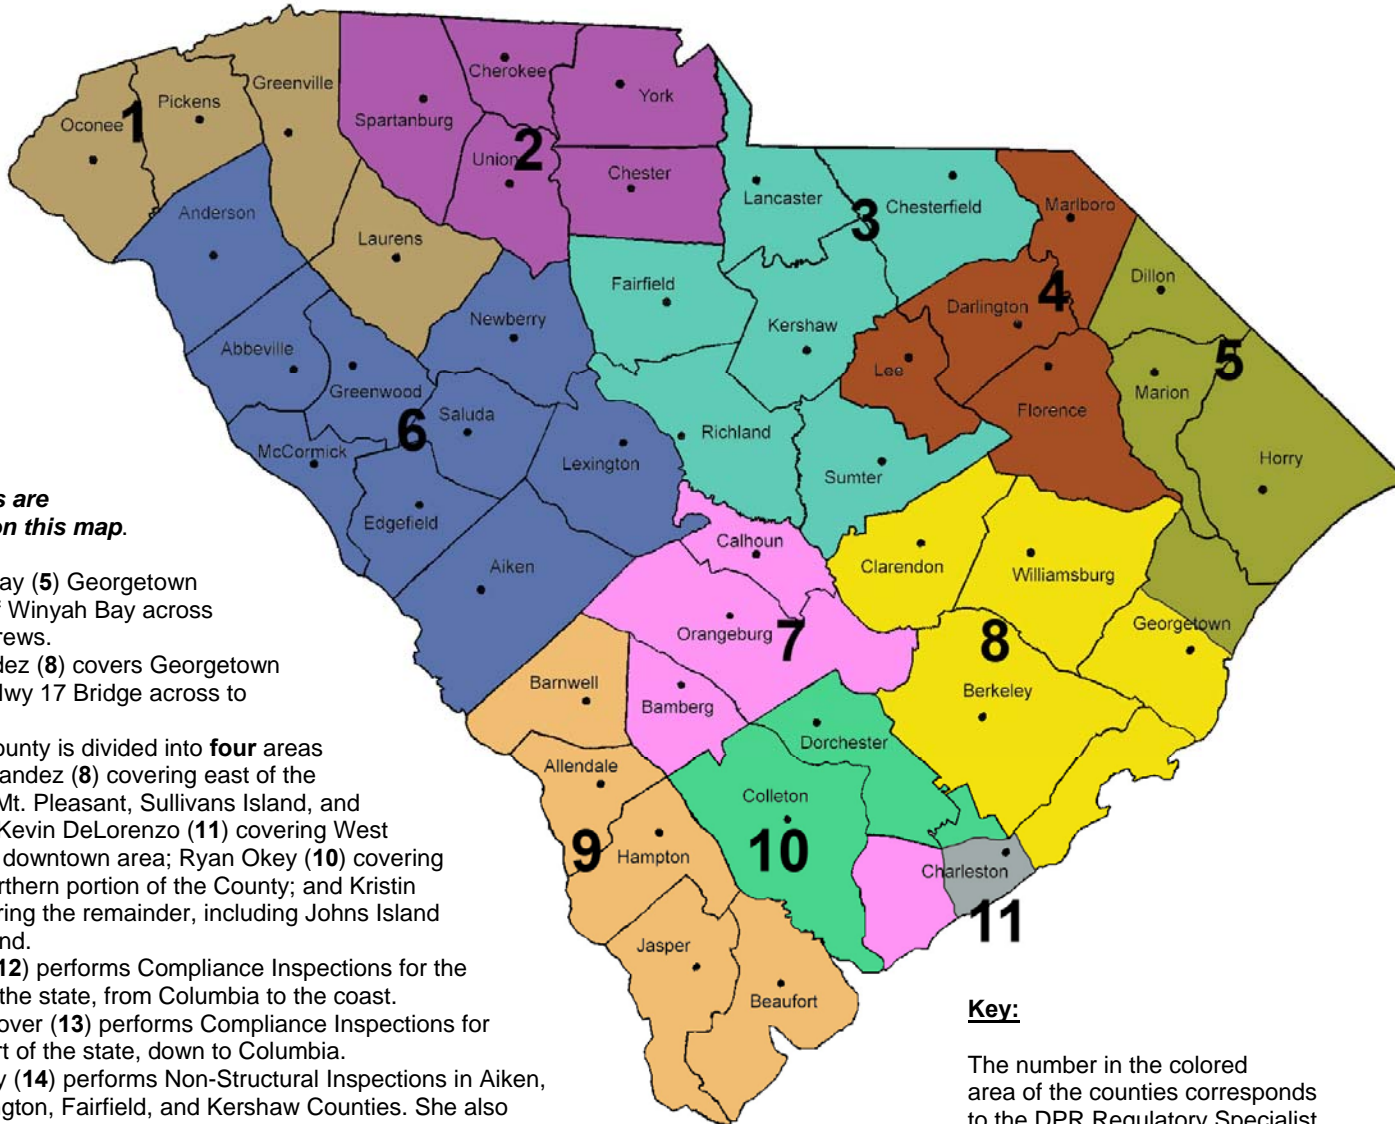 Cherokee
Greenville
York
Pickens
Spartanburg
Oconee
1
Union
2
Chester
Lancaster
Chesterfield
3
Marlboro
Anderson
Laurens
Fairfield
Dillon
4
Darlington
Newberry
Kershaw
Abbeville
5
Lee
Marion
Greenwood
Florence
Saluda
6
Richland
McCormick
Lexington
Horry
Sumter
Edgefield
Calhoun
Aiken
Clarendon
Williamsburg
Orangeburg
7
8
Georgetown
Barnwell
Bamberg
Berkeley
Dorchester
Allendale
Colleton
10
9
Hampton
Charleston
11
Jasper
Beaufort
s are
on this map.
ay (5) Georgetown
f Winyah Bay across
rews.
dez (8) covers Georgetown
Hwy 17 Bridge across to
ounty is divided into four areas
andez (8) covering east of the
Mt. Pleasant, Sullivans Island, and
Kevin DeLorenzo (11) covering West
downtown area; Ryan Okey (10) covering
rthern portion of the County; and Kristin
ring the remainder, including Johns Island
nd.
12) performs Compliance Inspections for the
the state, from Columbia to the coast.
over (13) performs Compliance Inspections for
rt of the state, down to Columbia.
y (14) performs Non-Structural Inspections in Aiken,
ngton, Fairfield, and Kershaw Counties. She also
Key:
The number in the colored
area of the counties corresponds
to the DPR Regulatory Specialist